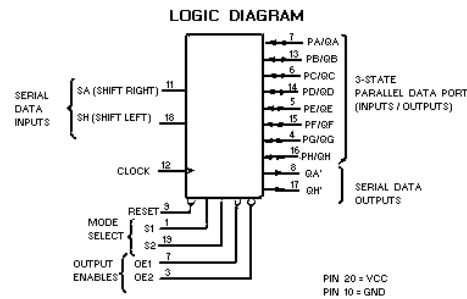 LOGIC DIAGRAM
SERIAL
DATA
INPUTS
SA (SHIFT RIGHT) 11
SH (SHIFT LEFT) 18
CLOCK 12
RESET 9
MODE
SELECT
S1 1
S2 19
OUTPUT
ENABLES
OE1 7
OE2 3
7 PA/QA
13 PB/QB
6 PC/QC
14 PD/QD
5 PE/QE
15 PF/QF
4 PG/QG
16 PH/QH
8 QA'
17 QH'
3-STATE
PARALLEL DATA PORT
(INPUTS / OUTPUTS)
SERIAL DATA
OUTPUTS
PIN 20 = VCC
PIN 10 = GND